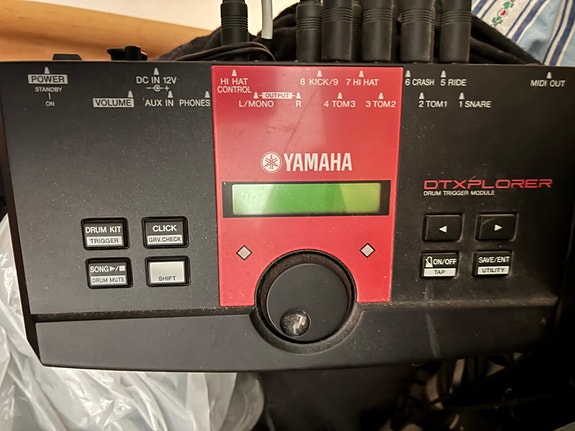 POWER
STANDBY
ON
DC IN 12V
VOLUME
AUX IN
PHONES
HI HAT
CONTROL
OUTPUT
L/MONO
R
8 KICK/9
7 HI HAT
4 TOM3
3 TOM2
6 CRASH
5 RIDE
2 TOM1
1 SNARE
MIDI OUT
YAMAHA
DTXPLORER
DRUM TRIGGER MODULE
DRUM KIT
TRIGGER
CLICK
GRV.CHECK
SONG
DRUM MUTE
SHIFT
ON/OFF
TAP
SAVE/ENT
UTILITY